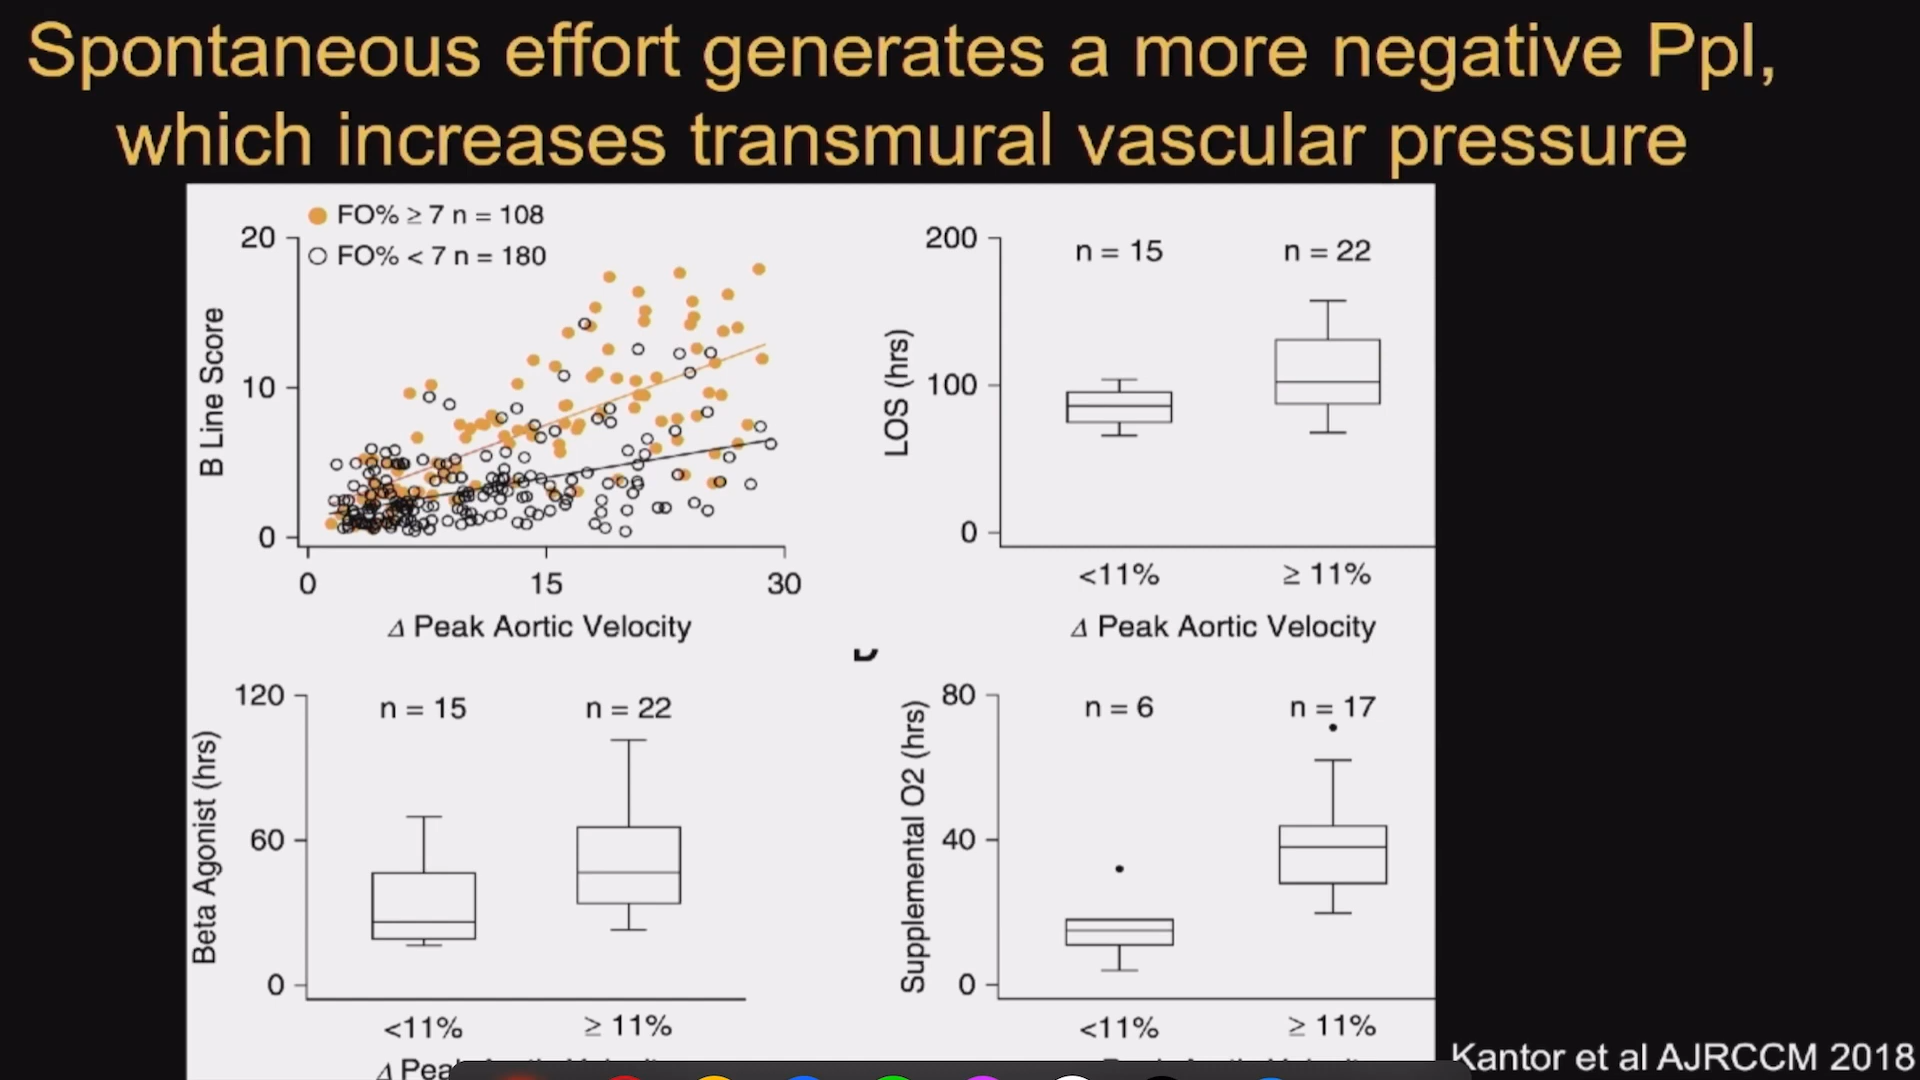 Spontaneous effort generates a more negative Ppl,
which increases transmural vascular pressure
FO% ≥ 7 n = 108
FO% < 7 n = 180
20
10
0
B Line Score
0 15 30
Δ Peak Aortic Velocity
200
100
0
LOS (hrs)
n = 15 n = 22
<11% ≥ 11%
Δ Peak Aortic Velocity
120
60
0
Beta Agonist (hrs)
n = 15 n = 22
<11% ≥ 11%
Δ Pea
80
40
0
Supplemental O2 (hrs)
n = 6 n = 17
<11% ≥ 11%
Kantor et al AJRCCM 2018